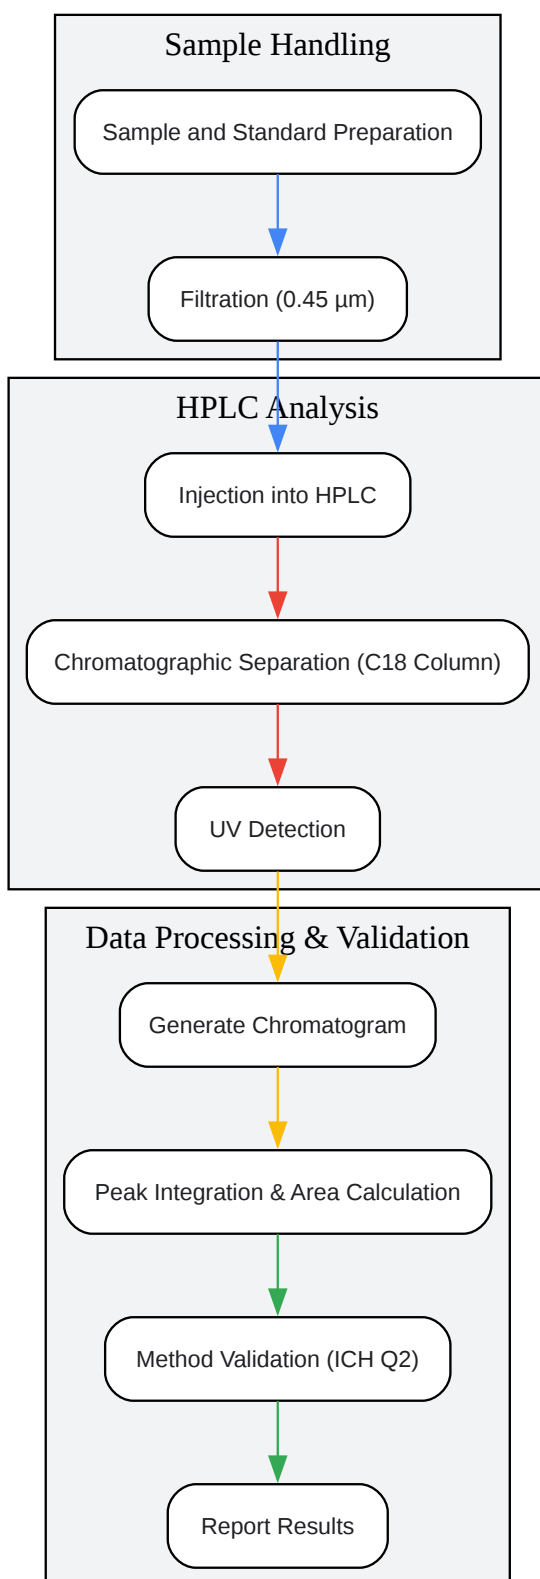 Sample Handling
Sample and Standard Preparation
Filtration (0.45 µm)
HPLC Analysis
Injection into HPLC
Chromatographic Separation (C18 Column)
UV Detection
Data Processing & Validation
Generate Chromatogram
Peak Integration & Area Calculation
Method Validation (ICH Q2)
Report Results